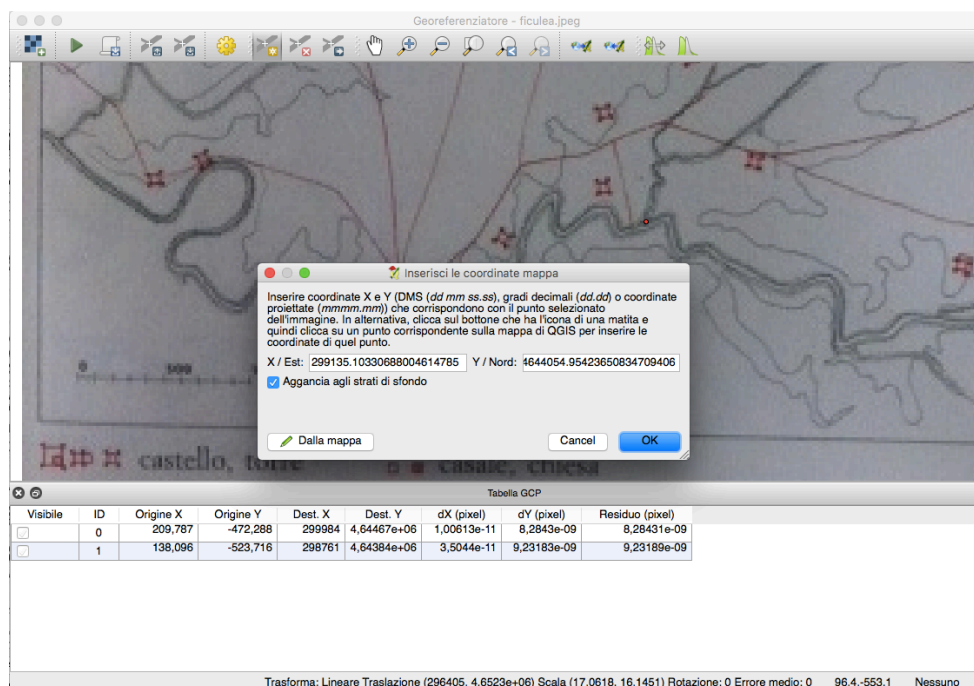 Georeferenziatore - ficulea.jpeg
Inserisci le coordinate mappa
Inserire coordinate X e Y (DMS (dd mm ss.ss), gradi decimali (dd.dd) o coordinate
proiettate (mmmm.mm)) che corrispondono con il punto selezionato
dell'immagine. In alternativa, clicca sul bottone che ha l'icona di una matita e
quindi clicca su un punto corrispondente sulla mappa di QGIS per inserire le
coordinate di quel punto.
X / Est: 299135.10330688004614785 Y / Nord: 4644054.95423650834709406
Aggancia agli strati di sfondo
Dalla mappa Cancel OK
0 500
castello, torre casale, chiesa
Tabella GCP
Visibile ID Origine X Origine Y Dest. X Dest. Y dX (pixel) dY (pixel) Residuo (pixel)
0 209,787 -472,288 299984 4,64467e+06 1,00613e-11 8,2843e-09 8,28431e-09
1 138,096 -523,716 298761 4,64384e+06 3,5044e-11 9,23183e-09 9,23189e-09
Trasforma: Lineare Traslazione (296405, 4.6523e+06) Scala (17.0618, 16.1451) Rotazione: 0 Errore medio: 0 96.4,-553.1 Nessuno